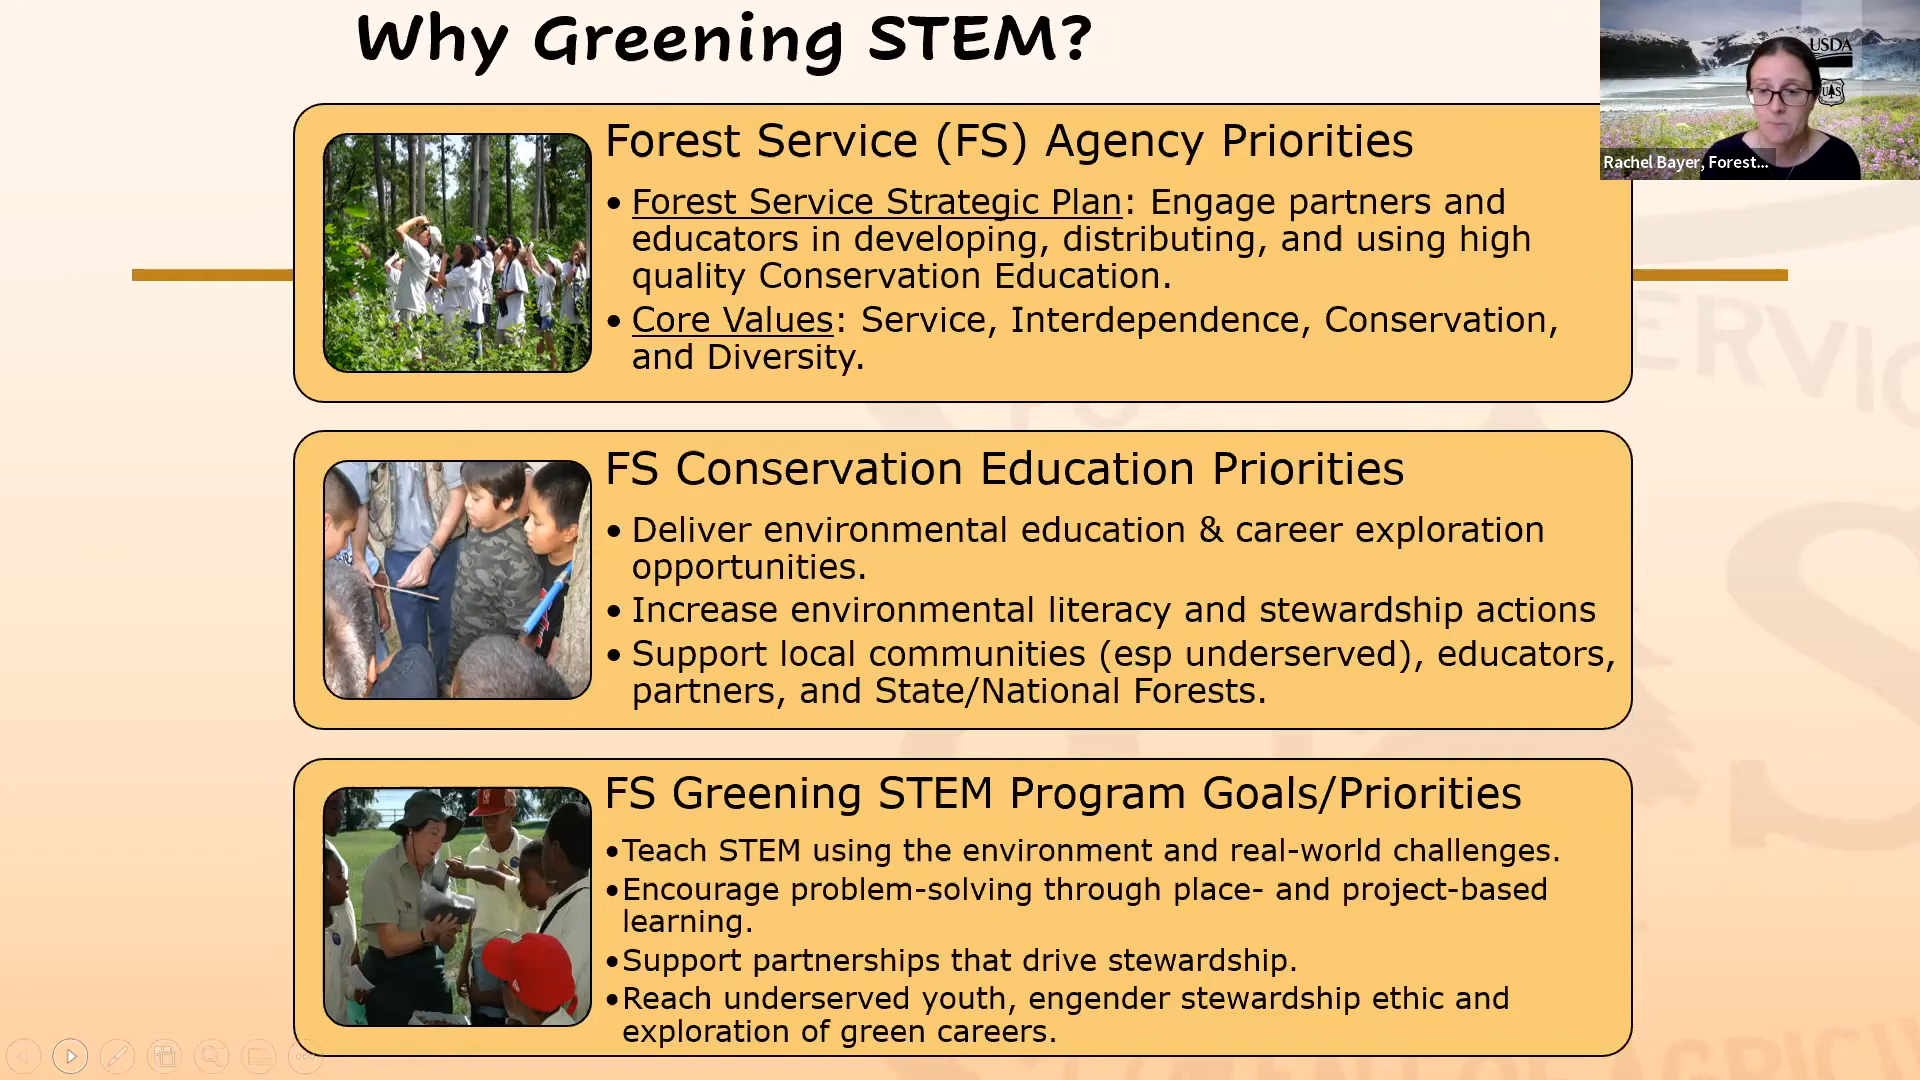 Why Greening STEM?
USDA
UAS
Rachel Bayer, Forest...
Forest Service (FS) Agency Priorities
• Forest Service Strategic Plan: Engage partners and
educators in developing, distributing, and using high
quality Conservation Education.
• Core Values: Service, Interdependence, Conservation,
and Diversity.
FS Conservation Education Priorities
• Deliver environmental education & career exploration
opportunities.
• Increase environmental literacy and stewardship actions
• Support local communities (esp underserved), educators,
partners, and State/National Forests.
FS Greening STEM Program Goals/Priorities
•Teach STEM using the environment and real-world challenges.
•Encourage problem-solving through place- and project-based
learning.
•Support partnerships that drive stewardship.
•Reach underserved youth, engender stewardship ethic and
exploration of green careers.